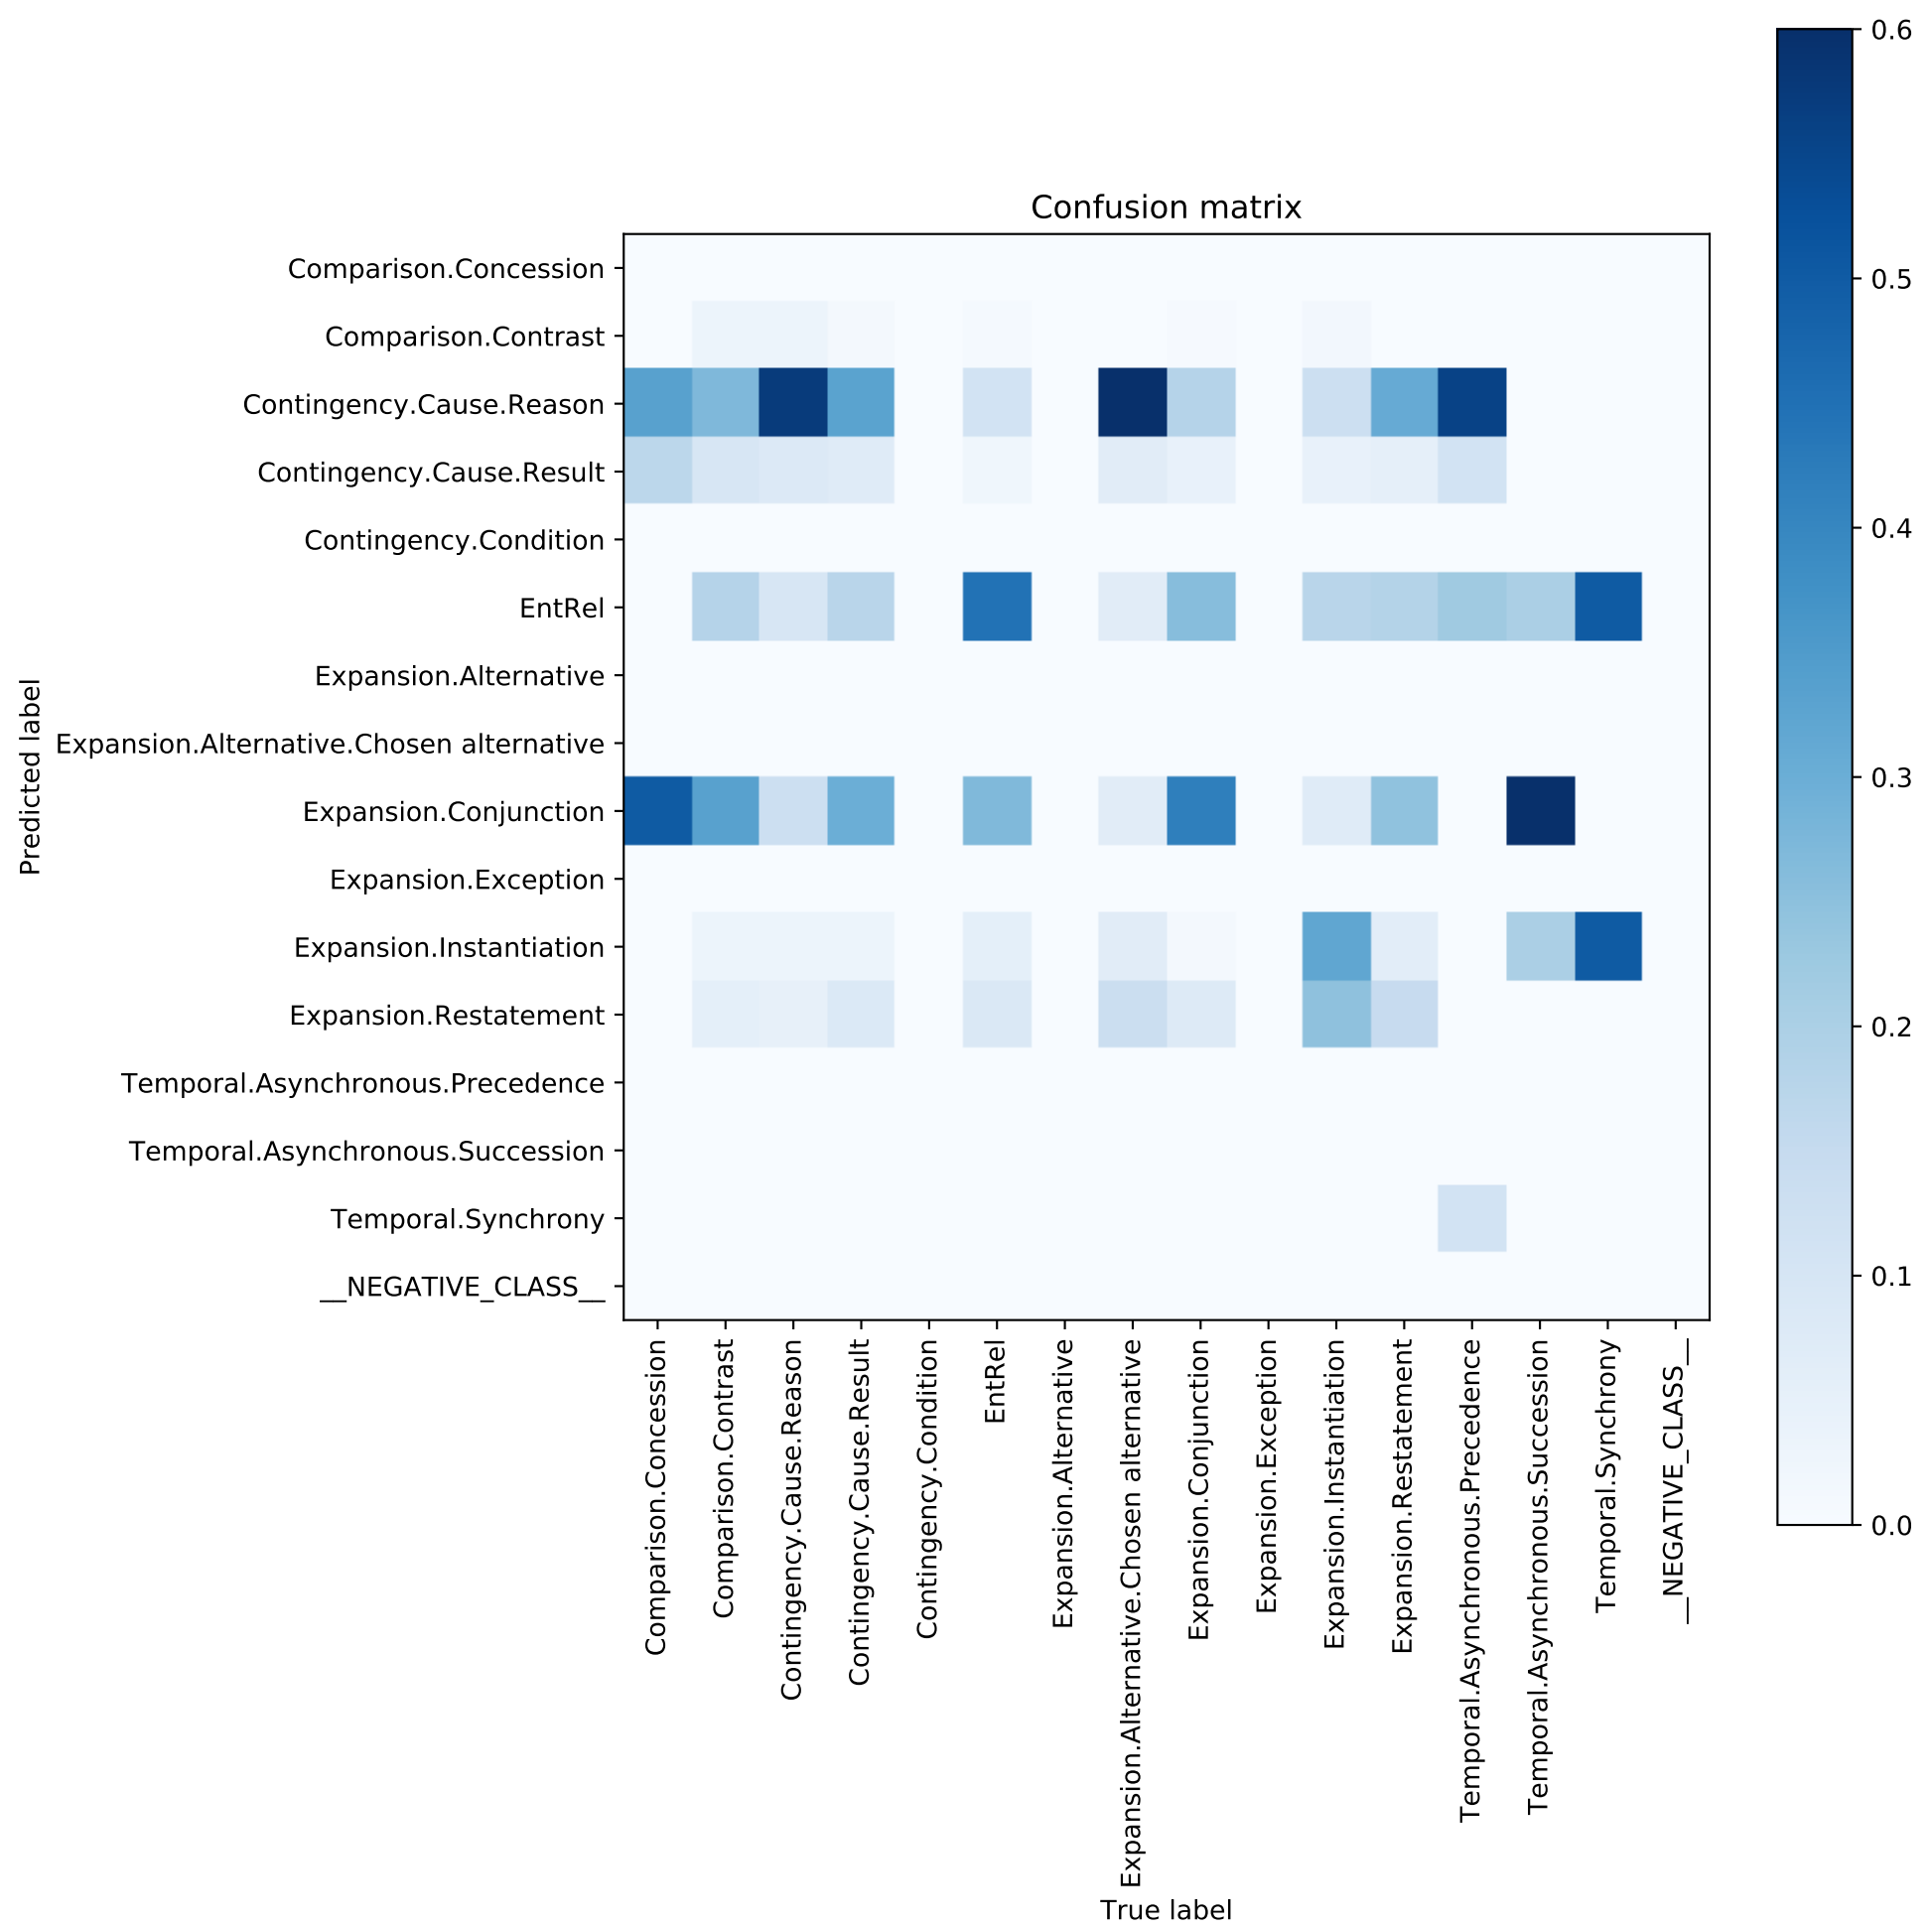 Confusion matrix
Predicted label
Comparison.Concession
Comparison.Contrast
Contingency.Cause.Reason
Contingency.Cause.Result
Contingency.Condition
EntRel
Expansion.Alternative
Expansion.Alternative.Chosen alternative
Expansion.Conjunction
Expansion.Exception
Expansion.Instantiation
Expansion.Restatement
Temporal.Asynchronous.Precedence
Temporal.Asynchronous.Succession
Temporal.Synchrony
__NEGATIVE_CLASS__
Comparison.Concession
Comparison.Contrast
Contingency.Cause.Reason
Contingency.Cause.Result
Contingency.Condition
EntRel
Expansion.Alternative
Expansion.Alternative.Chosen alternative
Expansion.Conjunction
Expansion.Exception
Expansion.Instantiation
Expansion.Restatement
Temporal.Asynchronous.Precedence
Temporal.Asynchronous.Succession
Temporal.Synchrony
__NEGATIVE_CLASS__
True label
0.6
0.5
0.4
0.3
0.2
0.1
0.0